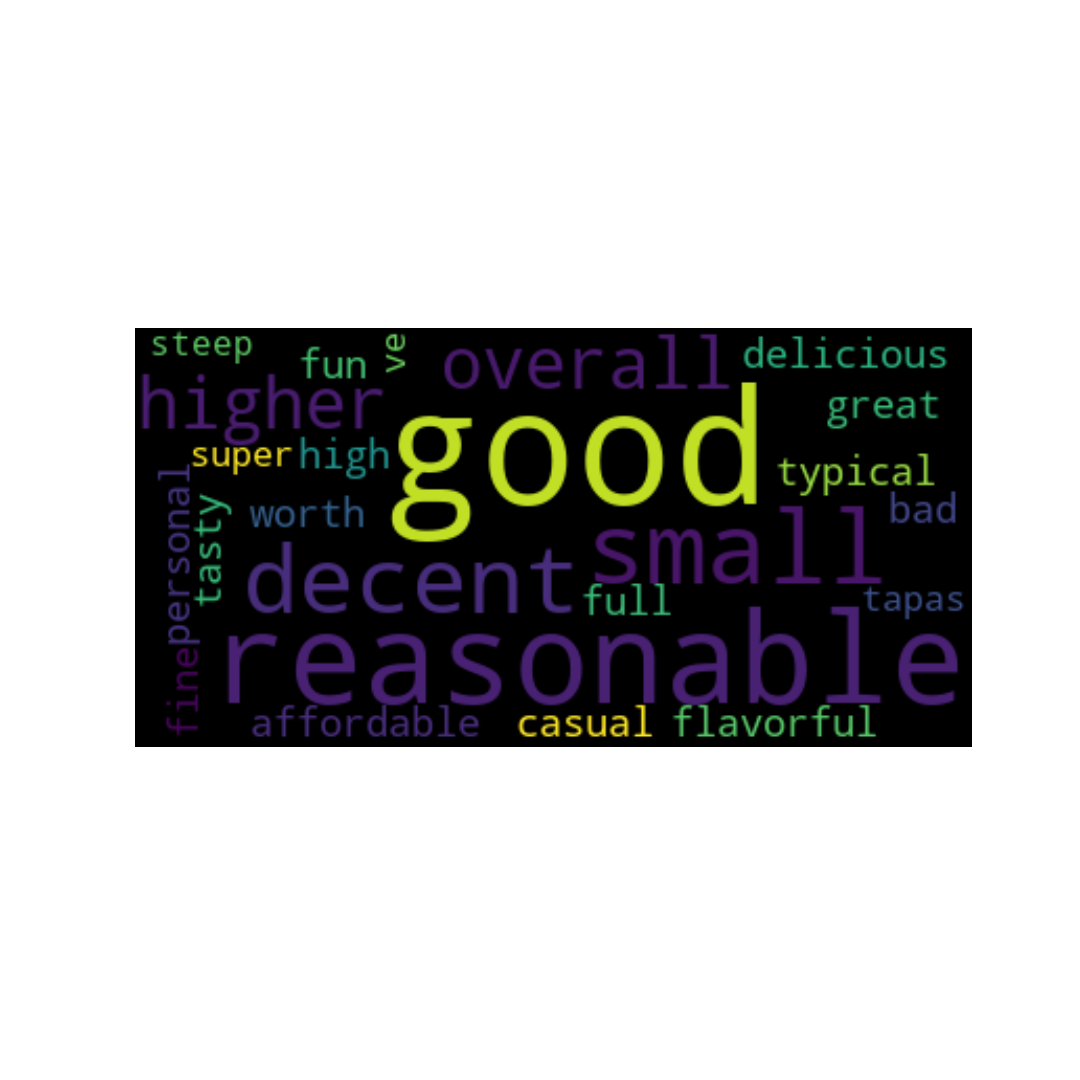 steep
fun
ve
overall
delicious
higher
great
good
super
high
typical
personal
tasty
worth
bad
small
decent
full
tapas
reasonable
fine
affordable
casual
flavorful